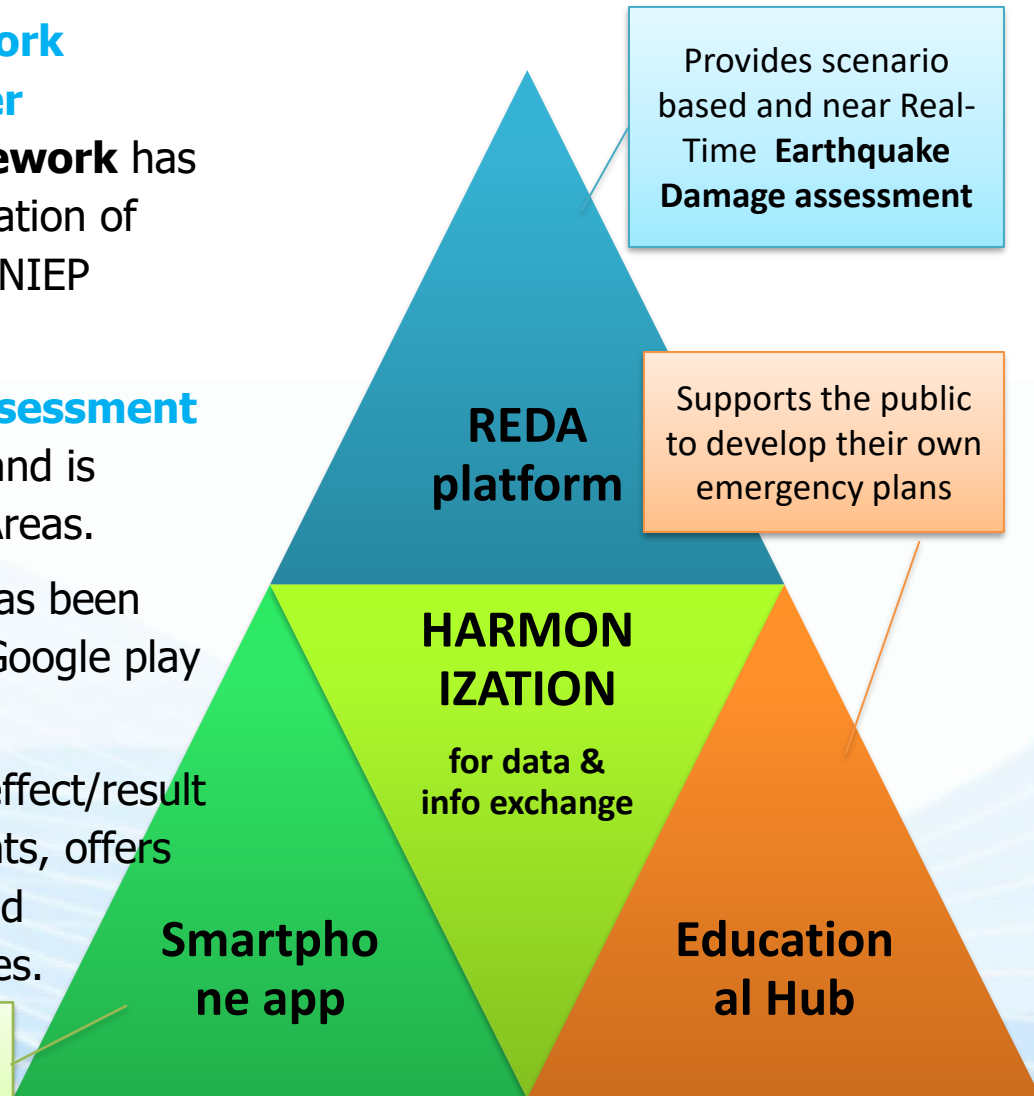 ork
er
ework has
ation of
NIEP
ssessment
and is
Areas.
as been
Google play
effect/result
ts, offers
d
es.
Provides scenario
based and near Real-
Time Earthquake
Damage assessment
REDA
platform
Supports the public
to develop their own
emergency plans
HARMON
IZATION
for data &
info exchange
Smartpho
ne app
Education
al Hub